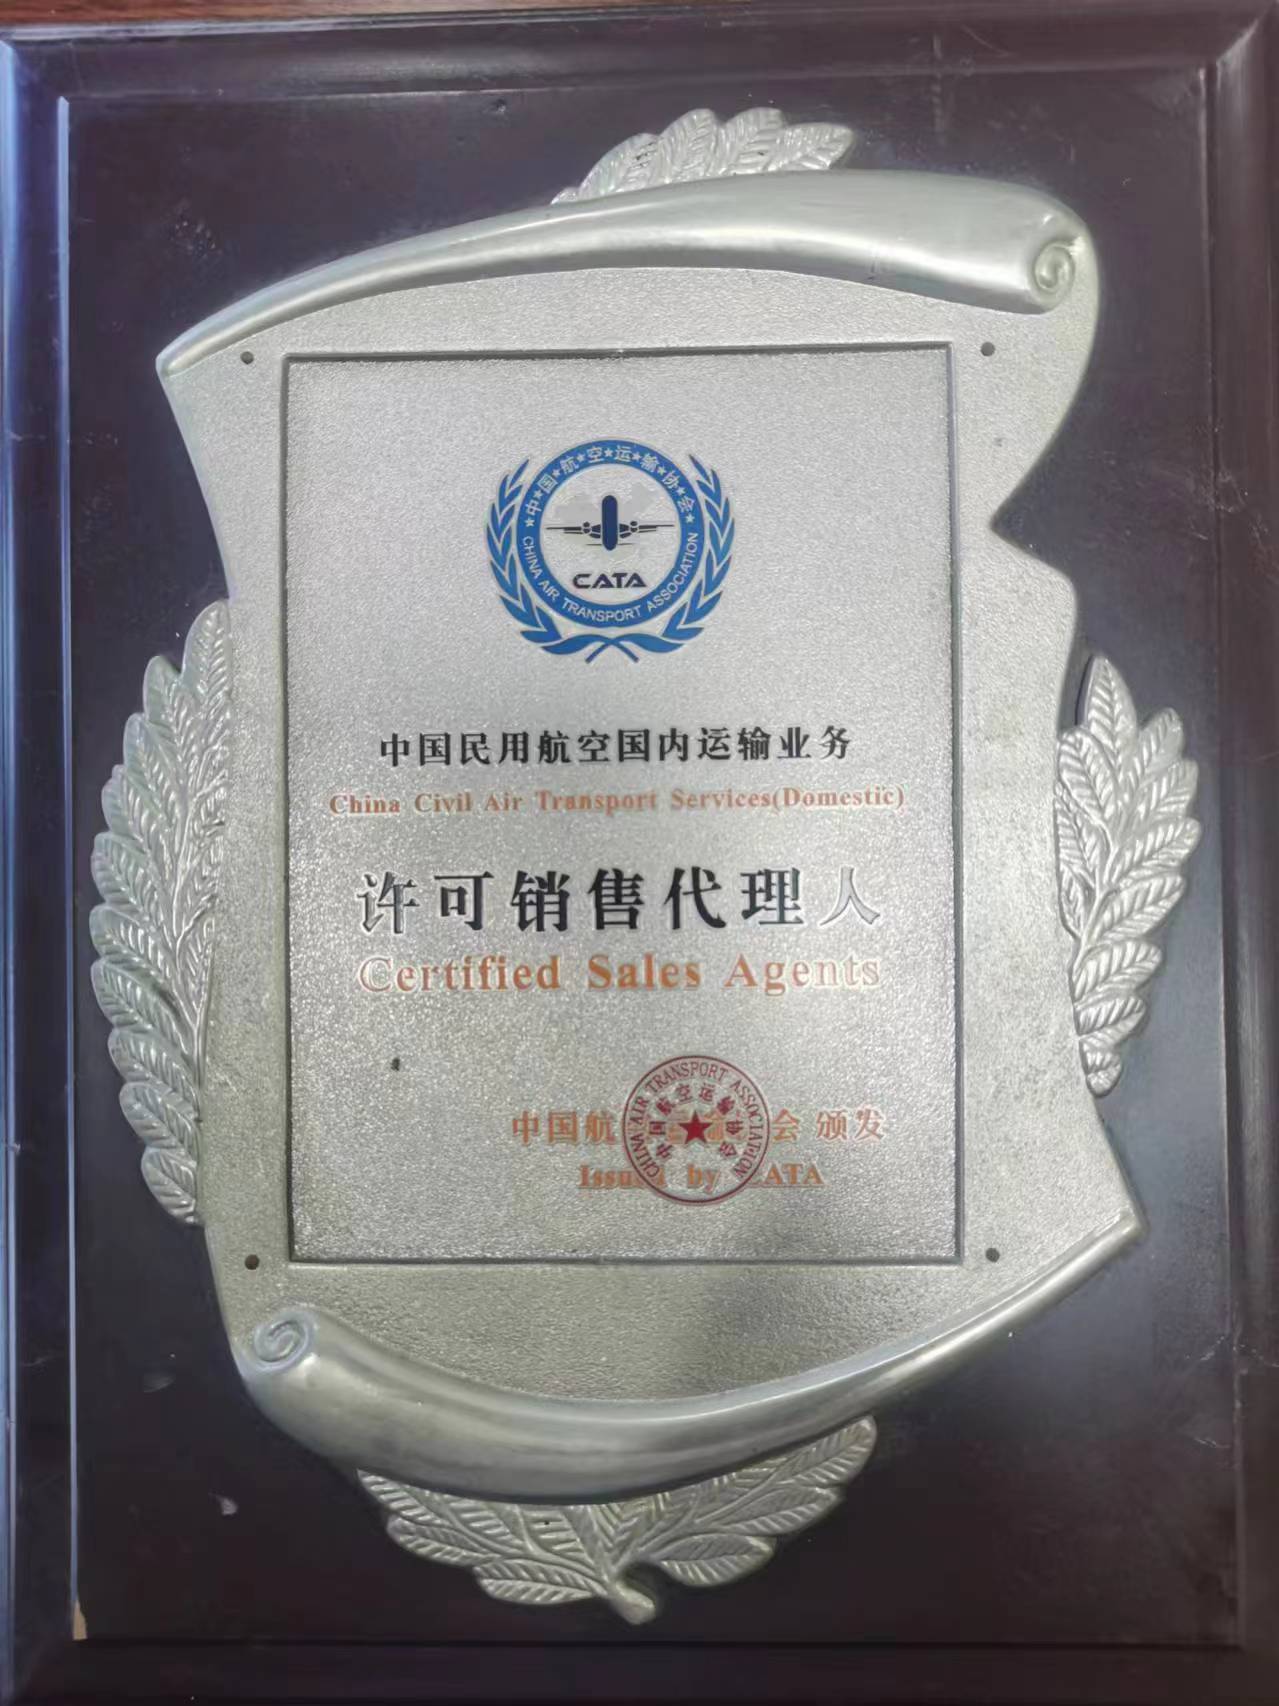 中国航空运输协会
CATA
CHINA AIR TRANSPORT ASSOCIATION
中国民用航空国内运输业务
China Civil Air Transport Services(Domestic)
许可销售代理人
Certified Sales Agents
中国航 会 颁发
Issued by CATA
CHINA AIR TRANSPORT ASSOCIATION
中国航空运输协会